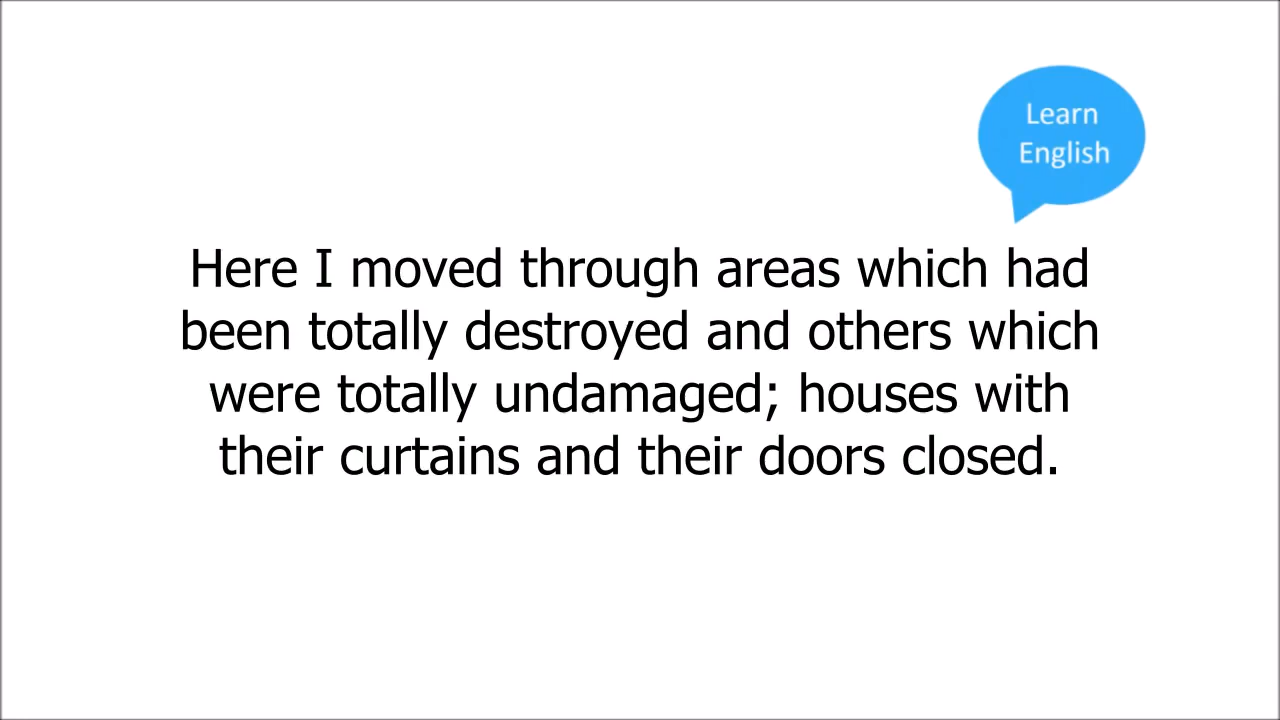 Learn
English
Here I moved through areas which had
been totally destroyed and others which
were totally undamaged; houses with
their curtains and their doors closed.